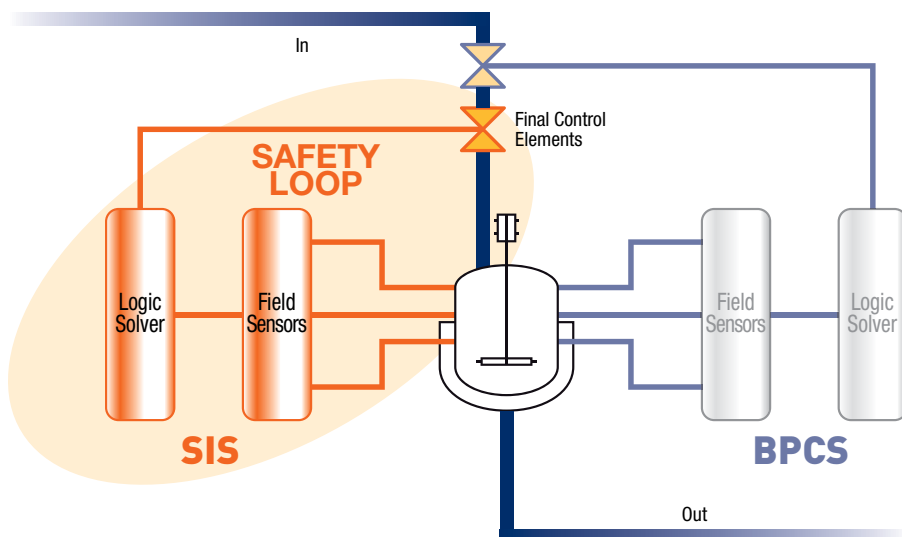 In
Final Control
Elements
SAFETY
LOOP
Logic
Solver
Field
Sensors
Field
Sensors
Logic
Solver
SIS
BPCS
Out